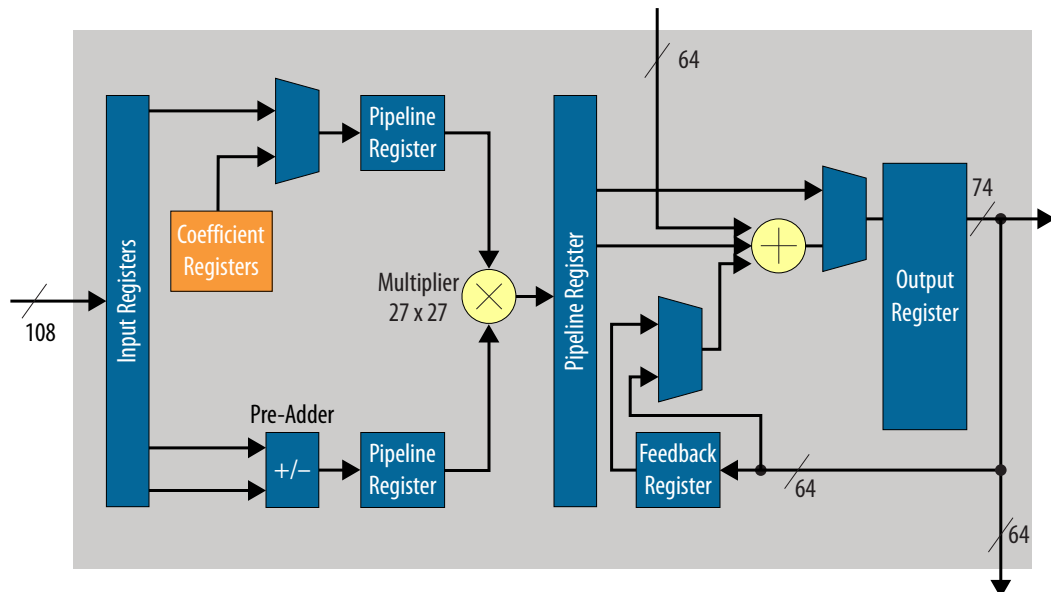 64
Pipeline
Register
Coefficient
Registers
Input Registers
108
Multiplier
27 x 27
Pre-Adder
+/–
Pipeline
Register
Pipeline Register
Feedback
Register
64
Output
Register
74
64